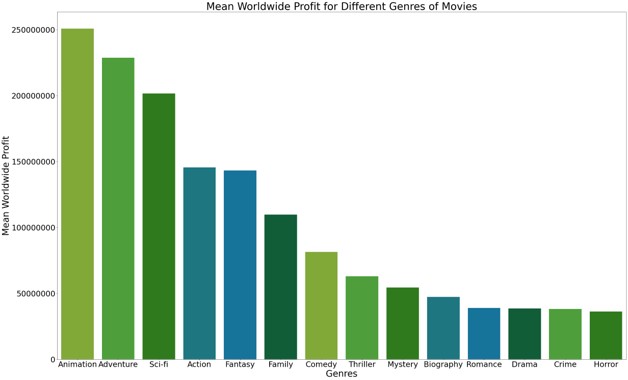 Mean Worldwide Profit for Different Genres of Movies
Mean Worldwide Profit
250000000
200000000
150000000
100000000
50000000
0
Animation Adventure Sci-fi Action Fantasy Family Comedy Thriller Mystery Biography Romance Drama Crime Horror
Genres